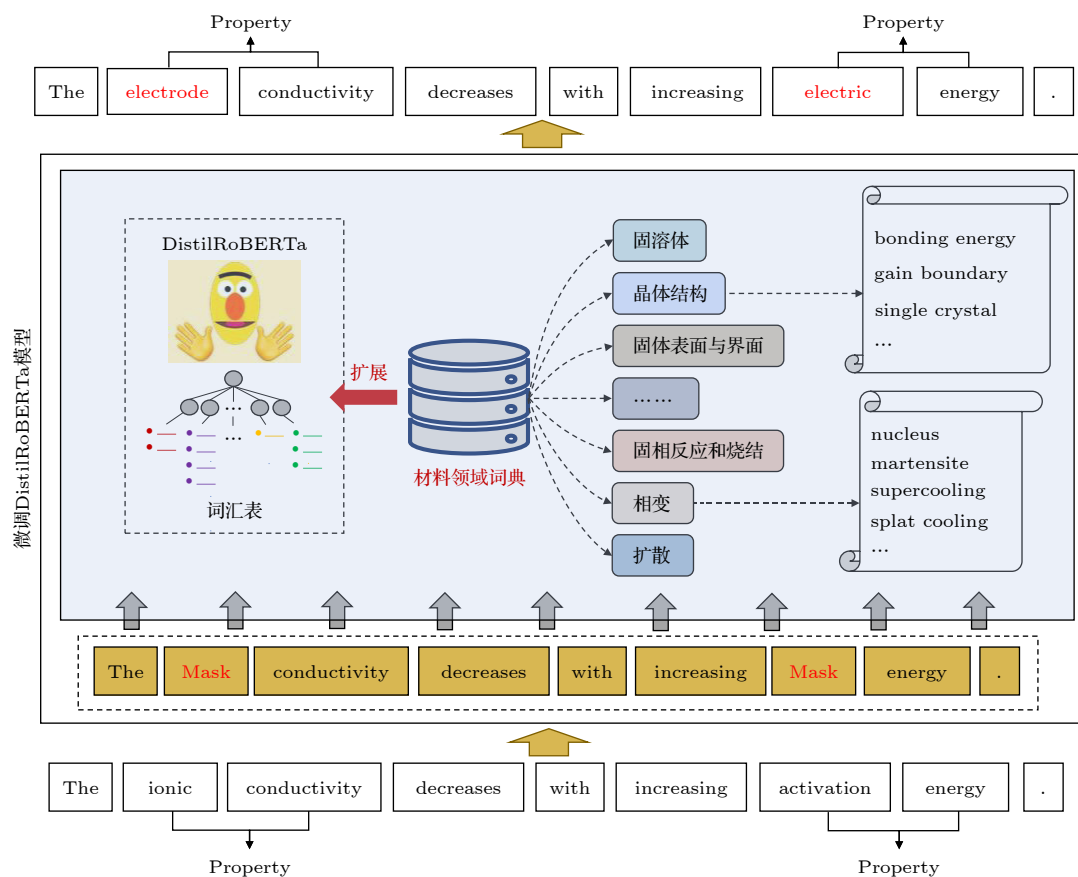 Property Property
The electrode conductivity decreases with increasing electric energy .
微调DistilRoBERTa模型
DistilRoBERTa
词汇表
扩展
材料领域词典
固溶体
晶体结构
固体表面与界面
……
固相反应和烧结
相变
扩散
bonding energy
gain boundary
single crystal
...
nucleus
martensite
supercooling
splat cooling
...
The Mask conductivity decreases with increasing Mask energy .
The ionic conductivity decreases with increasing activation energy .
Property Property